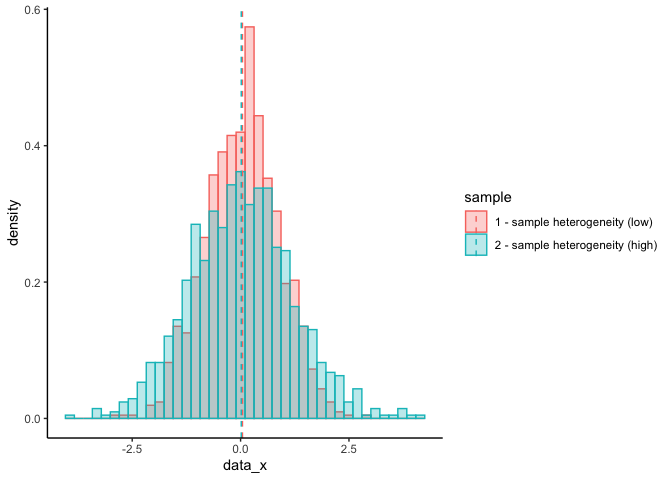 0.6
0.4
0.2
0.0
density
-2.5
0.0
2.5
data_x
sample
1 - sample heterogeneity (low)
2 - sample heterogeneity (high)